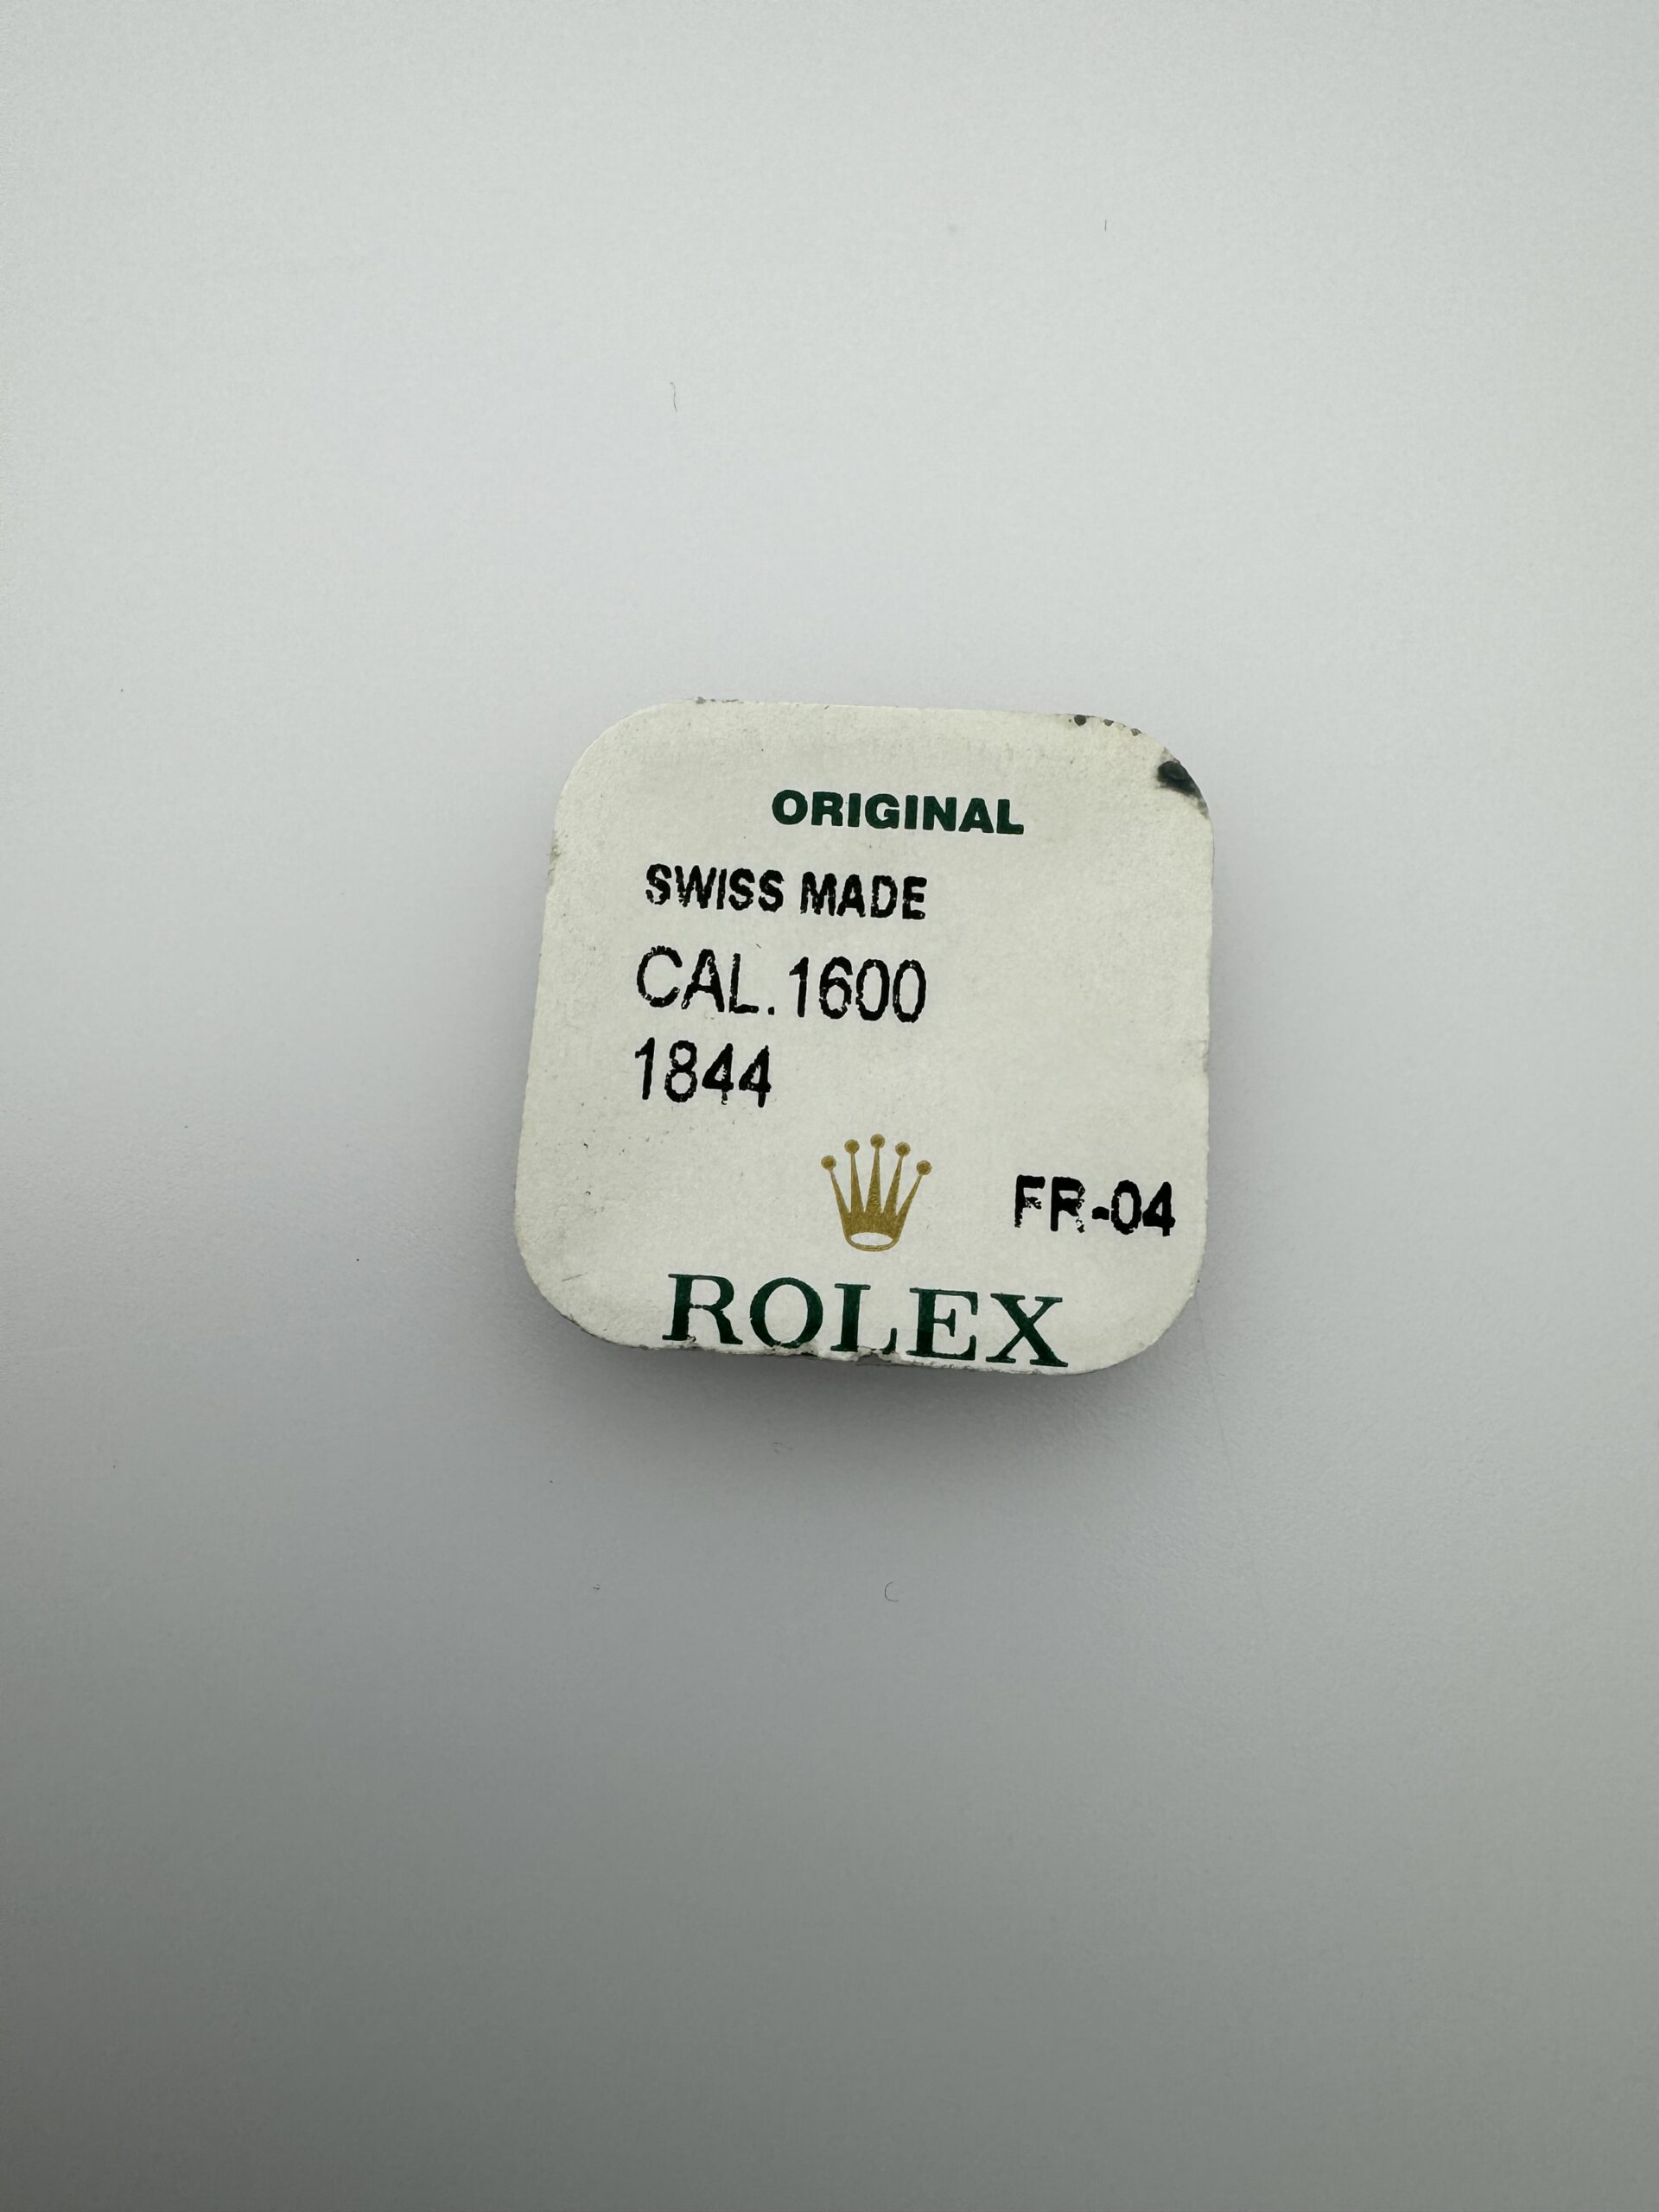 ORIGINAL
SWISS MADE
CAL. 1600
1844
FR-04
ROLEX